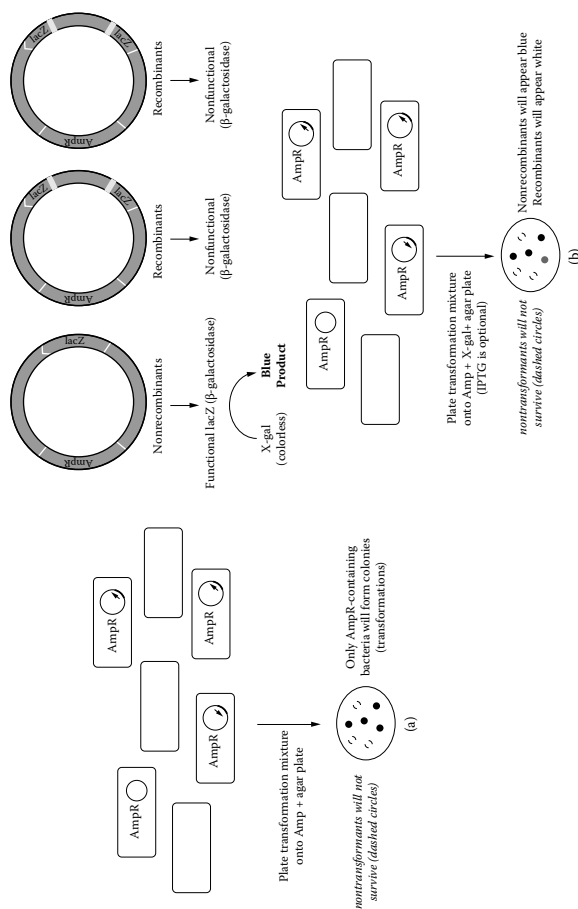 AmpR
AmpR
AmpR
AmpR
Plate transformation mixture
onto Amp + agar plate
nontransformants will not
survive (dashed circles)
Only AmpR-containing
bacteria will form colonies
(transformations)
(a)
AmpR
lacZ
Nonrecombinants
Functional lacZ (β-galactosidase)
X-gal
(colorless)
Blue
Product
AmpR
lacZ
lacZ
Recombinants
Nonfunctional
(β-galactosidase)
AmpR
lacZ
lacZ
Recombinants
Nonfunctional
(β-galactosidase)
AmpR
AmpR
AmpR
AmpR
Plate transformation mixture
onto Amp + X-gal+ agar plate
(IPTG is optional)
nontransformants will not
survive (dashed circles)
Nonrecombinants will appear blue
Recombinants will appear white
(b)